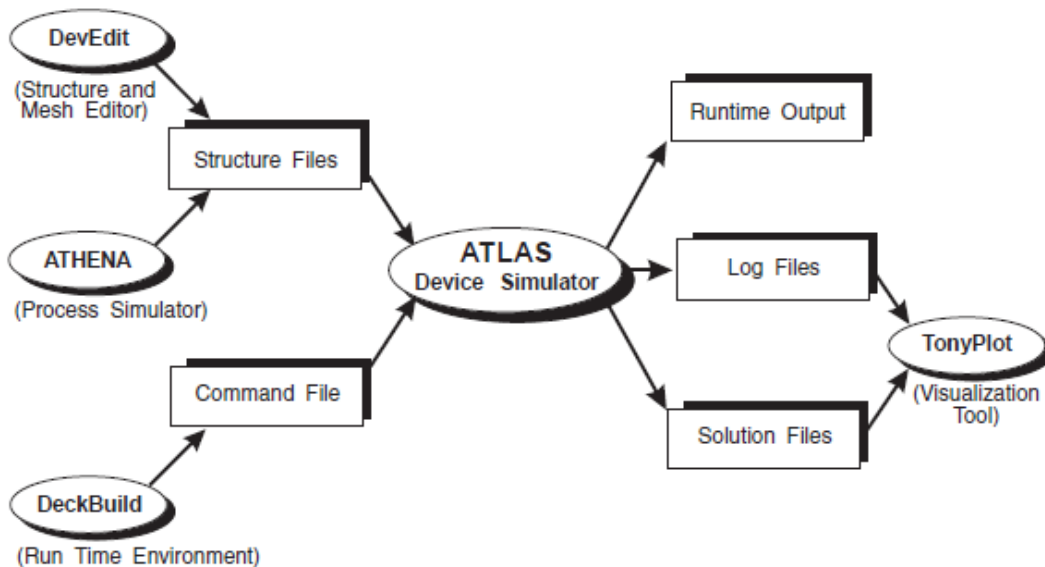 DevEdit
(Structure and
Mesh Editor)
Structure Files
ATHENA
(Process Simulator)
Command File
DeckBuild
(Run Time Environment)
ATLAS
Device Simulator
Runtime Output
Log Files
Solution Files
TonyPlot
(Visualization
Tool)